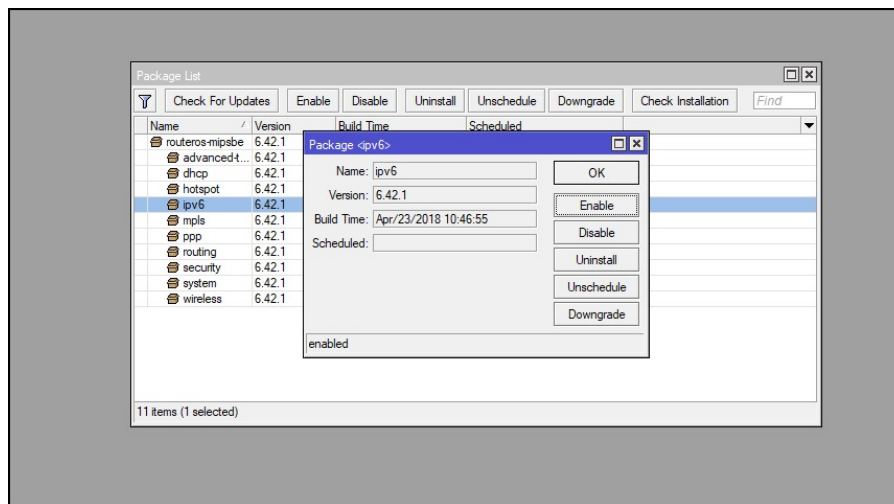 Package List
Check For Updates Enable Disable Uninstall Unschedule Downgrade Check Installation Find
Name Version Build Time Scheduled
routeros-mipsbe 6.42.1
advanced-t... 6.42.1
dhcp 6.42.1
hotspot 6.42.1
ipv6 6.42.1
mpls 6.42.1
ppp 6.42.1
routing 6.42.1
security 6.42.1
system 6.42.1
wireless 6.42.1
Package <ipv6>
Name: ipv6
Version: 6.42.1
Build Time: Apr/23/2018 10:46:55
Scheduled:
OK
Enable
Disable
Uninstall
Unschedule
Downgrade
enabled
11 items (1 selected)